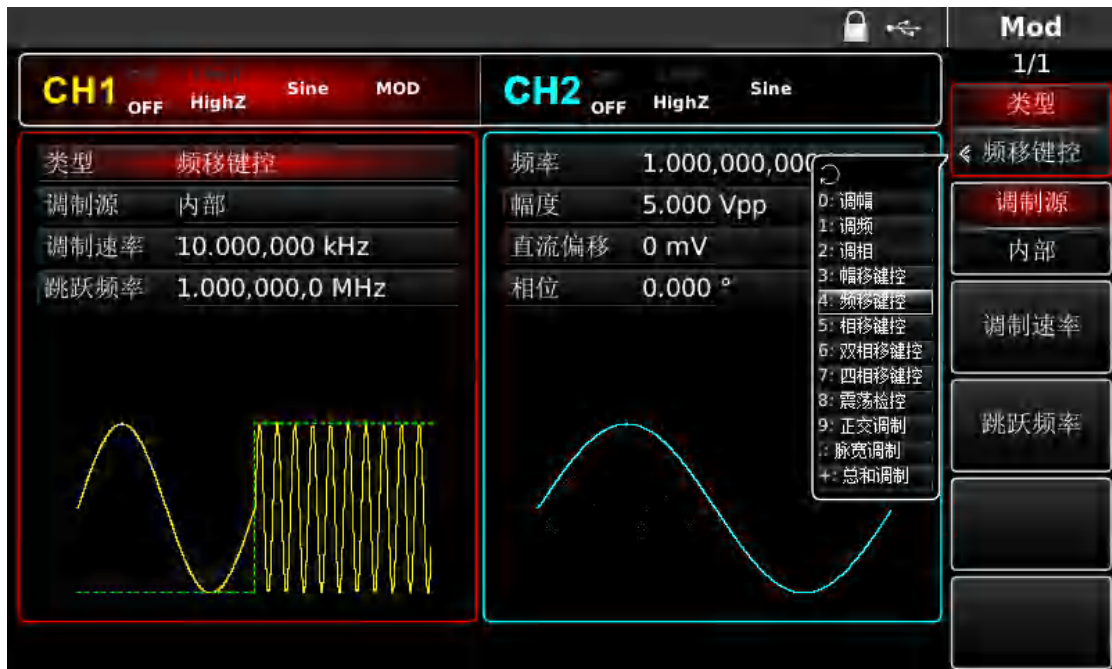 Mod
1/1
CH1 OFF HighZ Sine MOD
CH2 OFF HighZ Sine
类型 频移键控
调制源 内部
调制速率 10.000,000 kHz
跳跃频率 1.000,000,0 MHz
频率 1.000,000,000
幅度 5.000 Vpp
直流偏移 0 mV
相位 0.000 °
0: 调幅
1: 调频
2: 调相
3: 幅移键控
4: 频移键控
5: 相移键控
6: 双相移键控
7: 四相移键控
8: 震荡检控
9: 正交调制
.: 脉宽调制
+: 总和调制
类型
频移键控
调制源
内部
调制速率
跳跃频率